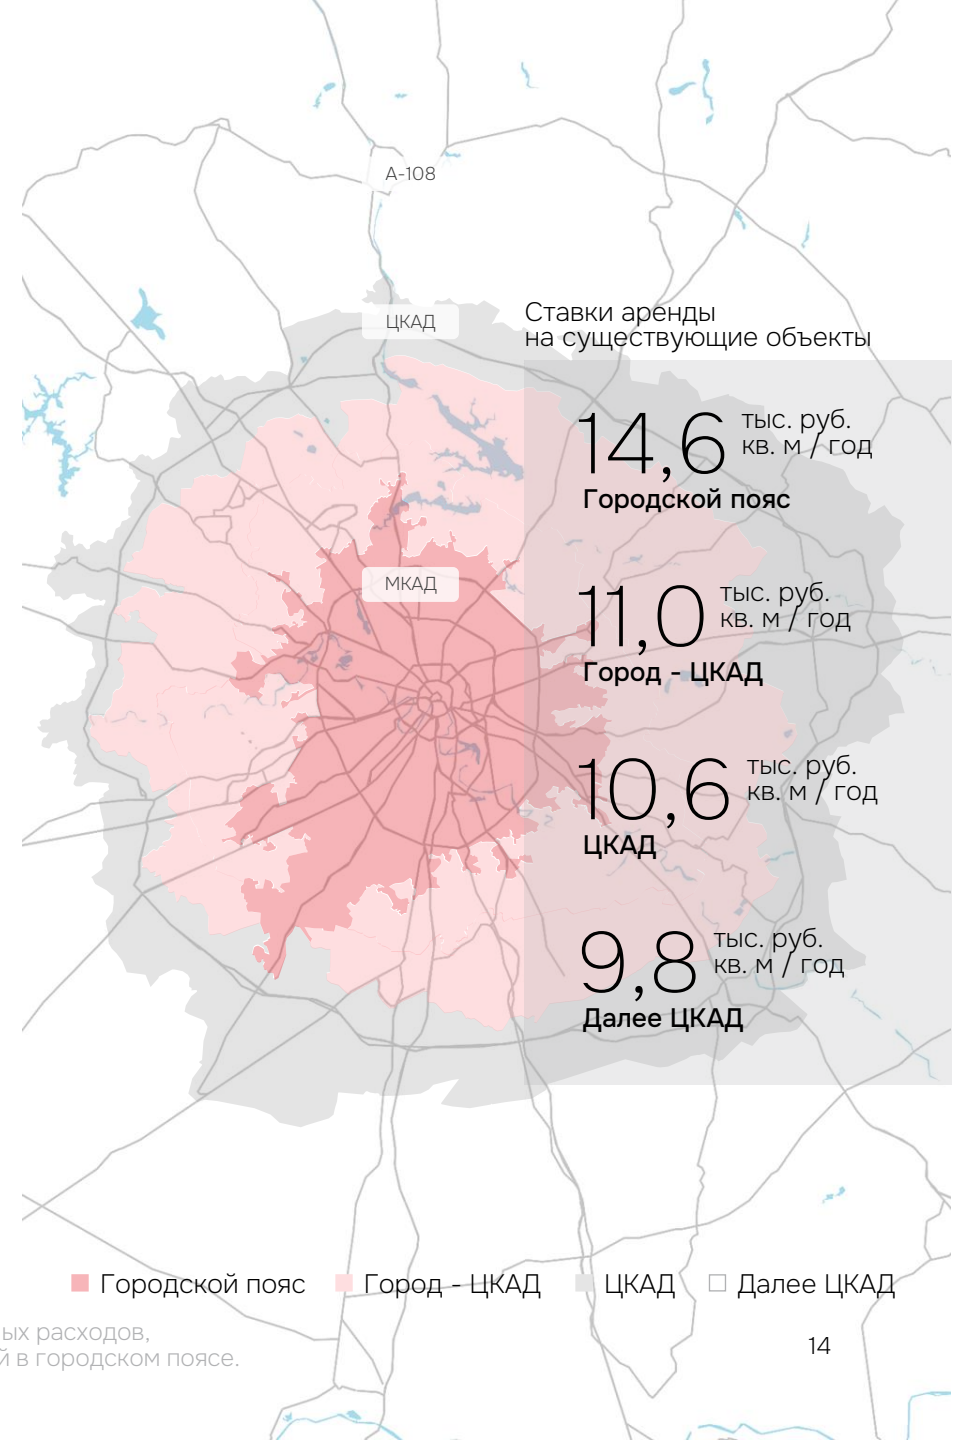 А-108
ЦКАД
Ставки аренды
на существующие объекты
14,6 тыс. руб.
кв. м / год
Городской пояс
МКАД
11,0 тыс. руб.
кв. м / год
Город - ЦКАД
10,6 тыс. руб.
кв. м / год
ЦКАД
9,8 тыс. руб.
кв. м / год
Далее ЦКАД
Городской пояс Город - ЦКАД ЦКАД Далее ЦКАД
ых расходов,
й в городском поясе.
14